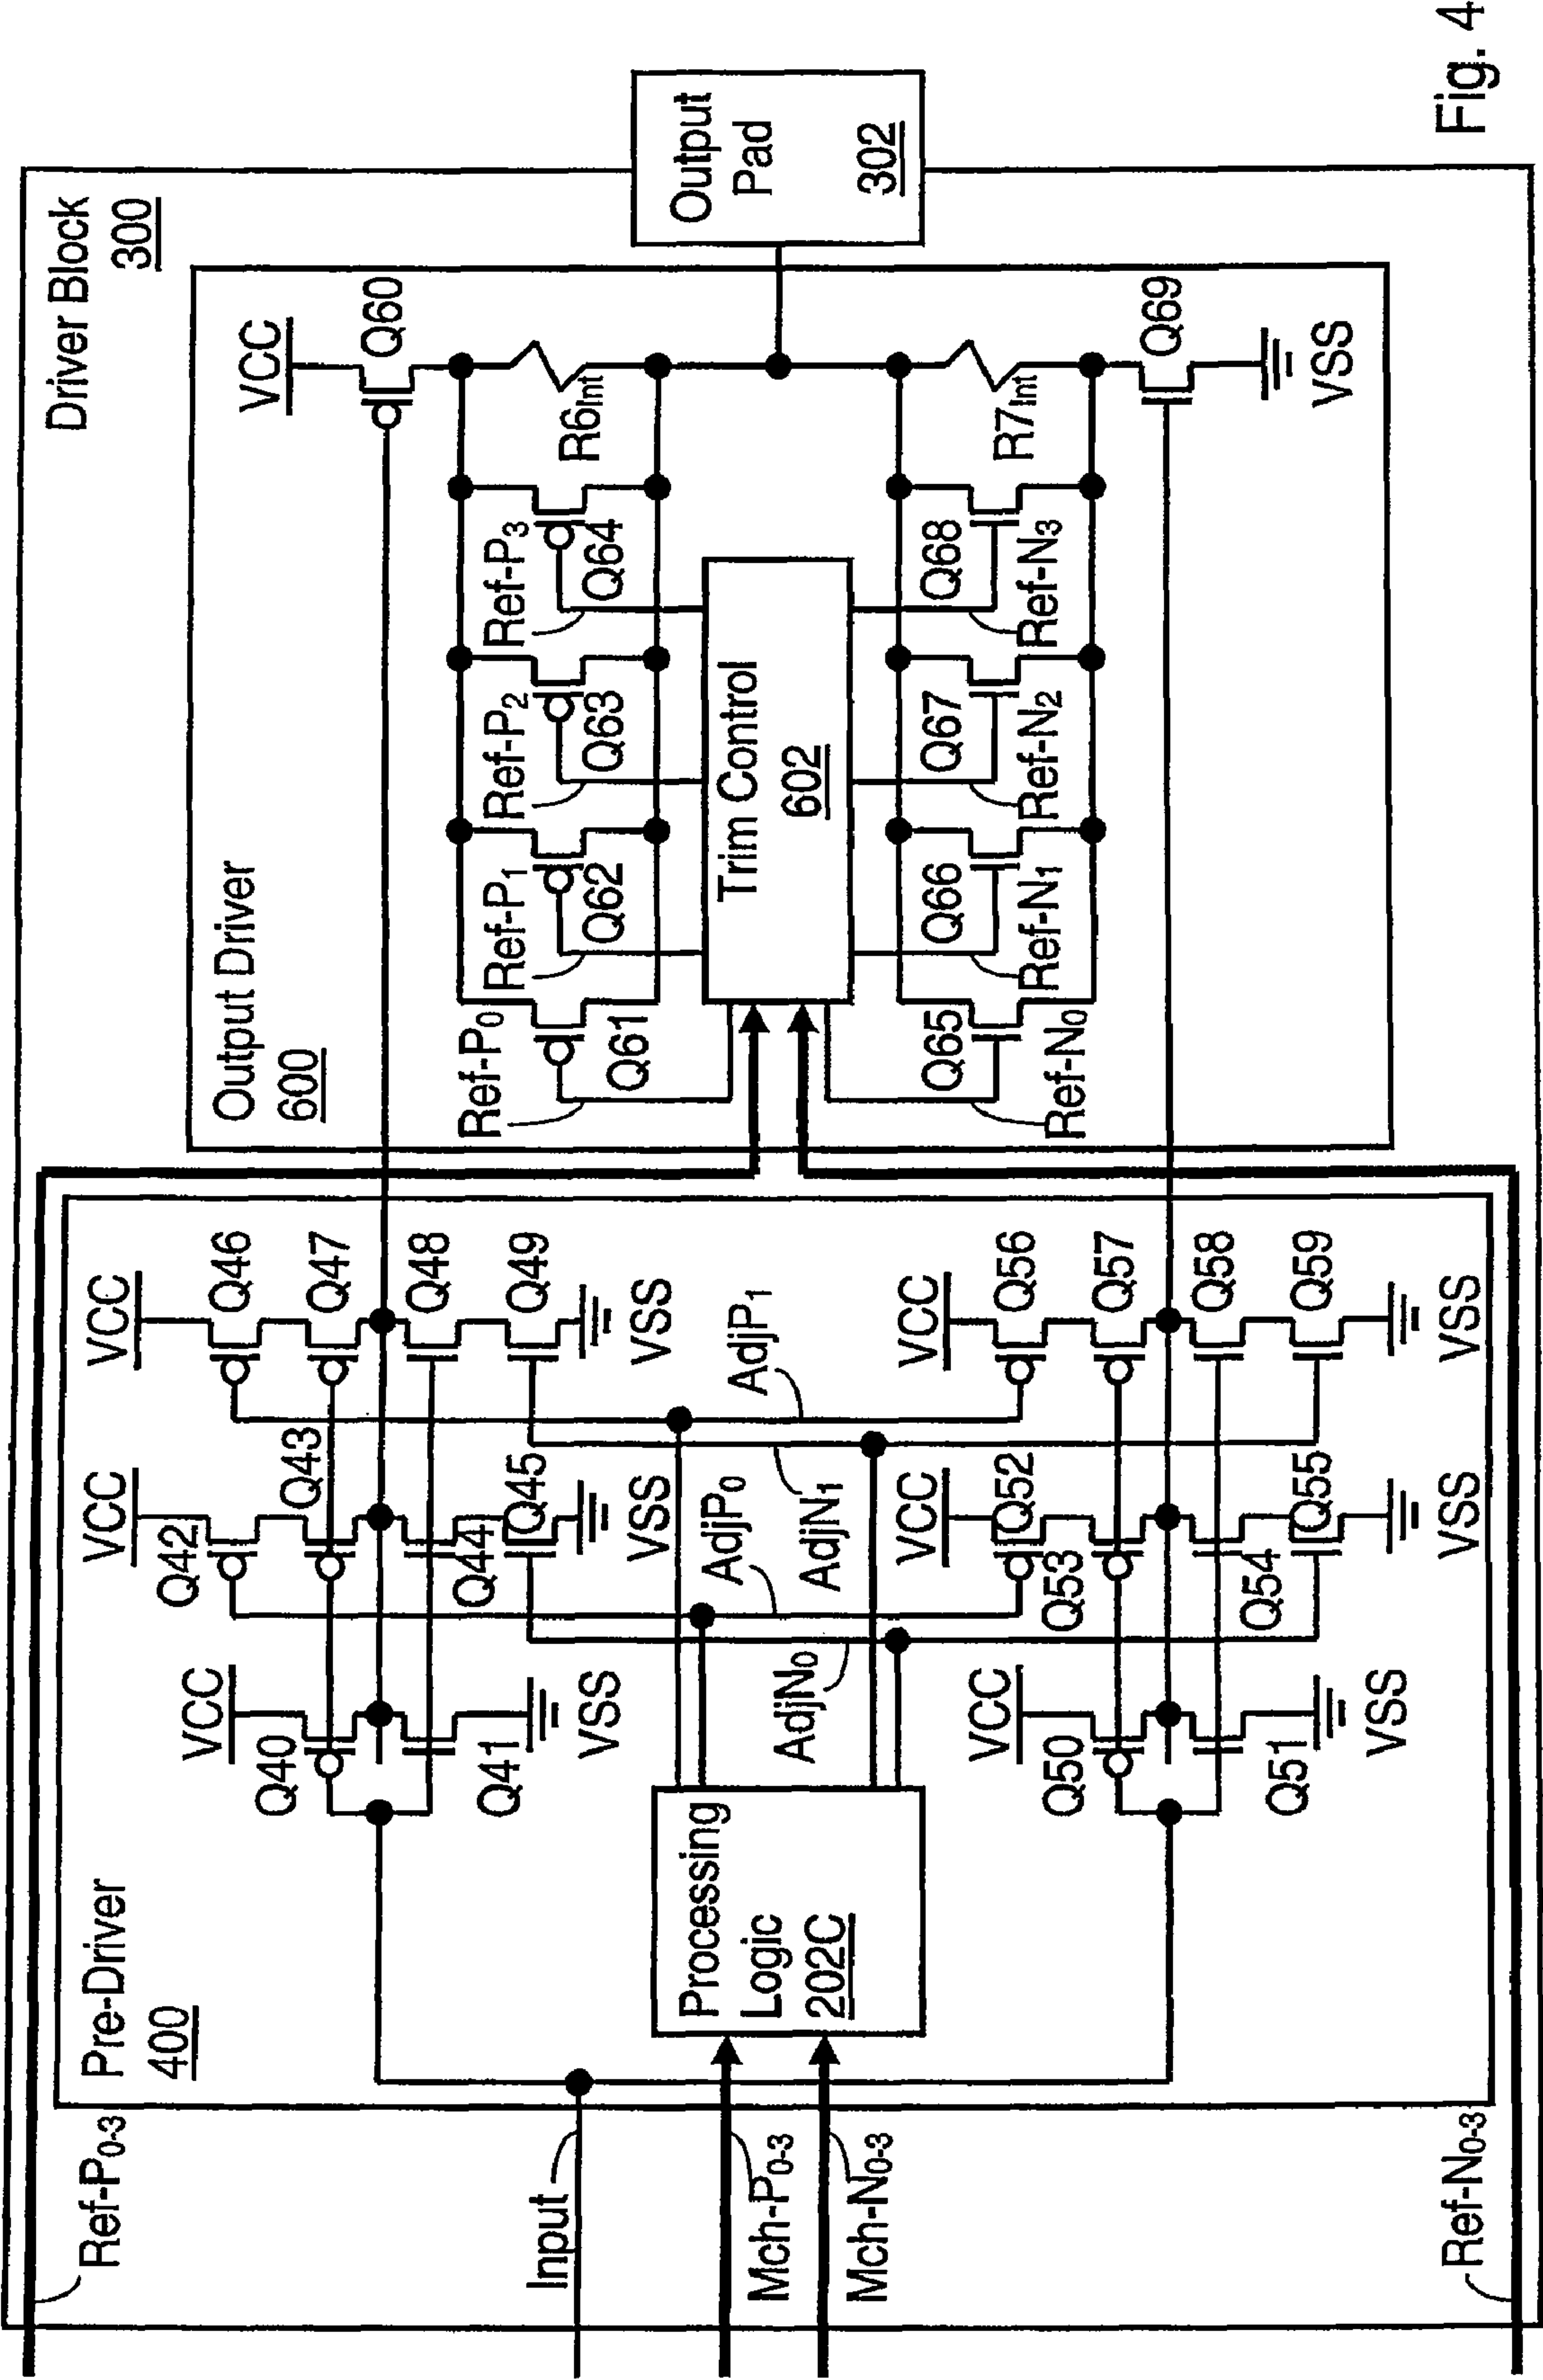 Driver Block
300
Ref-P0-3
Pre-Driver
400
Input
Mch-P0-3
Mch-N0-3
Ref-N0-3
Processing
Logic
202C
VCC
Q40
Q41
VSS
VCC
Q42
Q43
Q44
Q45
VSS
VCC
Q46
Q47
Q48
Q49
VSS
AdjP1
AdjP0
AdjN1
AdjN0
VCC
Q50
Q51
VSS
VCC
Q52
Q53
Q54
Q55
VSS
VCC
Q56
Q57
Q58
Q59
VSS
Output Driver
600
VCC
Q60
Ref-P0
Q61
Ref-P1
Q62
Ref-P2
Q63
Ref-P3
Q64
R6Int
Trim Control
602
Q65
Ref-N0
Q66
Ref-N1
Q67
Ref-N2
Q68
Ref-N3
R7Int
Q69
VSS
Output
Pad
302
Fig. 4